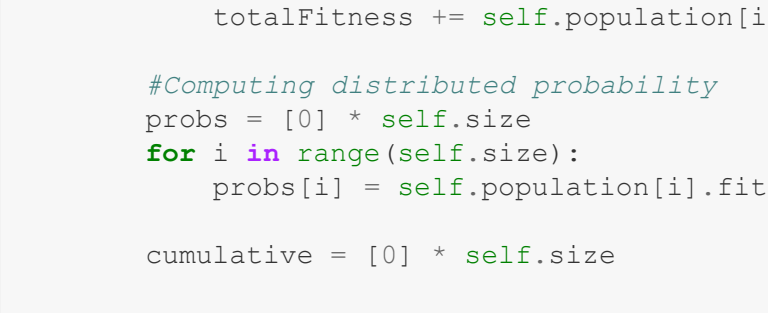 totalFitness += self.population[i
#Computing distributed probability
probs = [0] * self.size
for i in range(self.size):
probs[i] = self.population[i].fit
cumulative = [0] * self.size